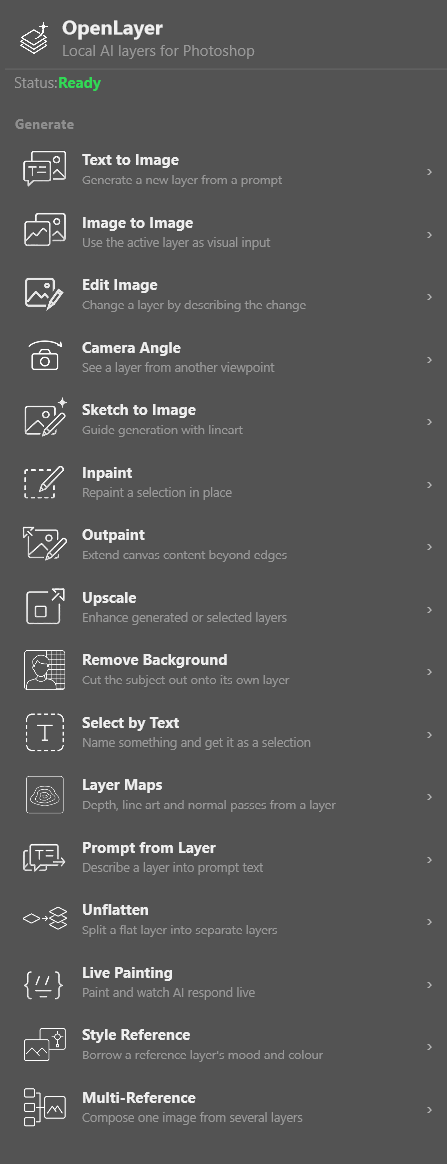 OpenLayer
Local AI layers for Photoshop
Status:Ready
Generate
Text to Image
Generate a new layer from a prompt
Image to Image
Use the active layer as visual input
Edit Image
Change a layer by describing the change
Camera Angle
See a layer from another viewpoint
Sketch to Image
Guide generation with lineart
Inpaint
Repaint a selection in place
Outpaint
Extend canvas content beyond edges
Upscale
Enhance generated or selected layers
Remove Background
Cut the subject out onto its own layer
T
Select by Text
Name something and get it as a selection
Layer Maps
Depth, line art and normal passes from a layer
Prompt from Layer
Describe a layer into prompt text
Unflatten
Split a flat layer into separate layers
Live Painting
Paint and watch AI respond live
Style Reference
Borrow a reference layer's mood and colour
Multi-Reference
Compose one image from several layers